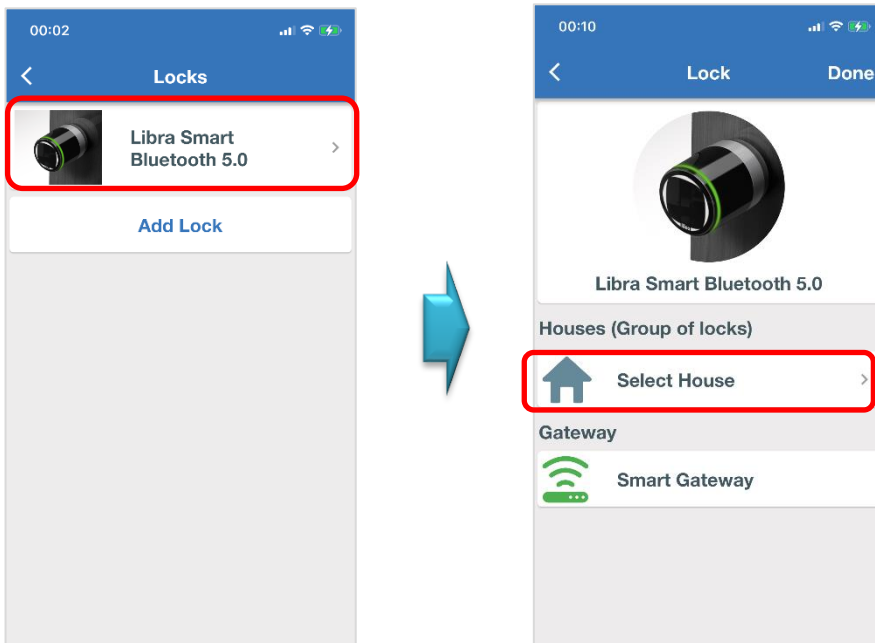 00:02
Locks
Libra Smart
Bluetooth 5.0
Add Lock
00:10
Lock
Done
Libra Smart Bluetooth 5.0
Houses (Group of locks)
Select House
Gateway
Smart Gateway